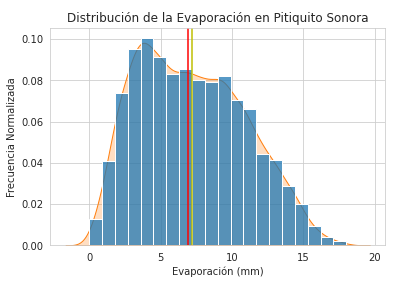 Distribución de la Evaporación en Pitiquito Sonora
0.10
0.08
0.06
0.04
0.02
0.00
Frecuencia Normalizada
0 5 10 15 20
Evaporación (mm)